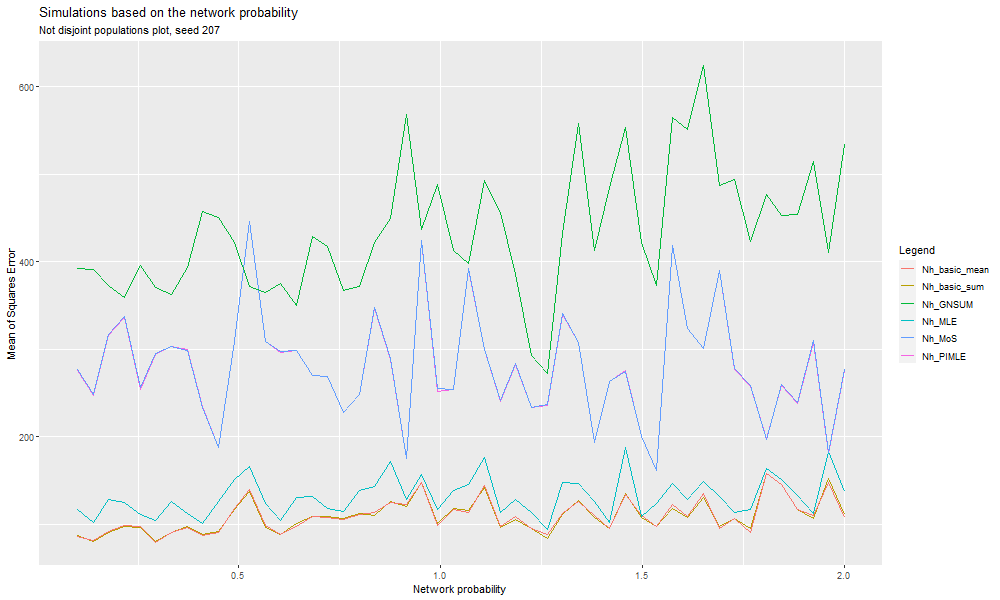 Simulations based on the network probability
Not disjoint populations plot, seed 207
Mean of Squares Error
600
400
200
0.5
1.0
1.5
2.0
Network probability
Legend
Nh_basic_mean
Nh_basic_sum
Nh_GNSUM
Nh_MLE
Nh_MoS
Nh_PIMLE